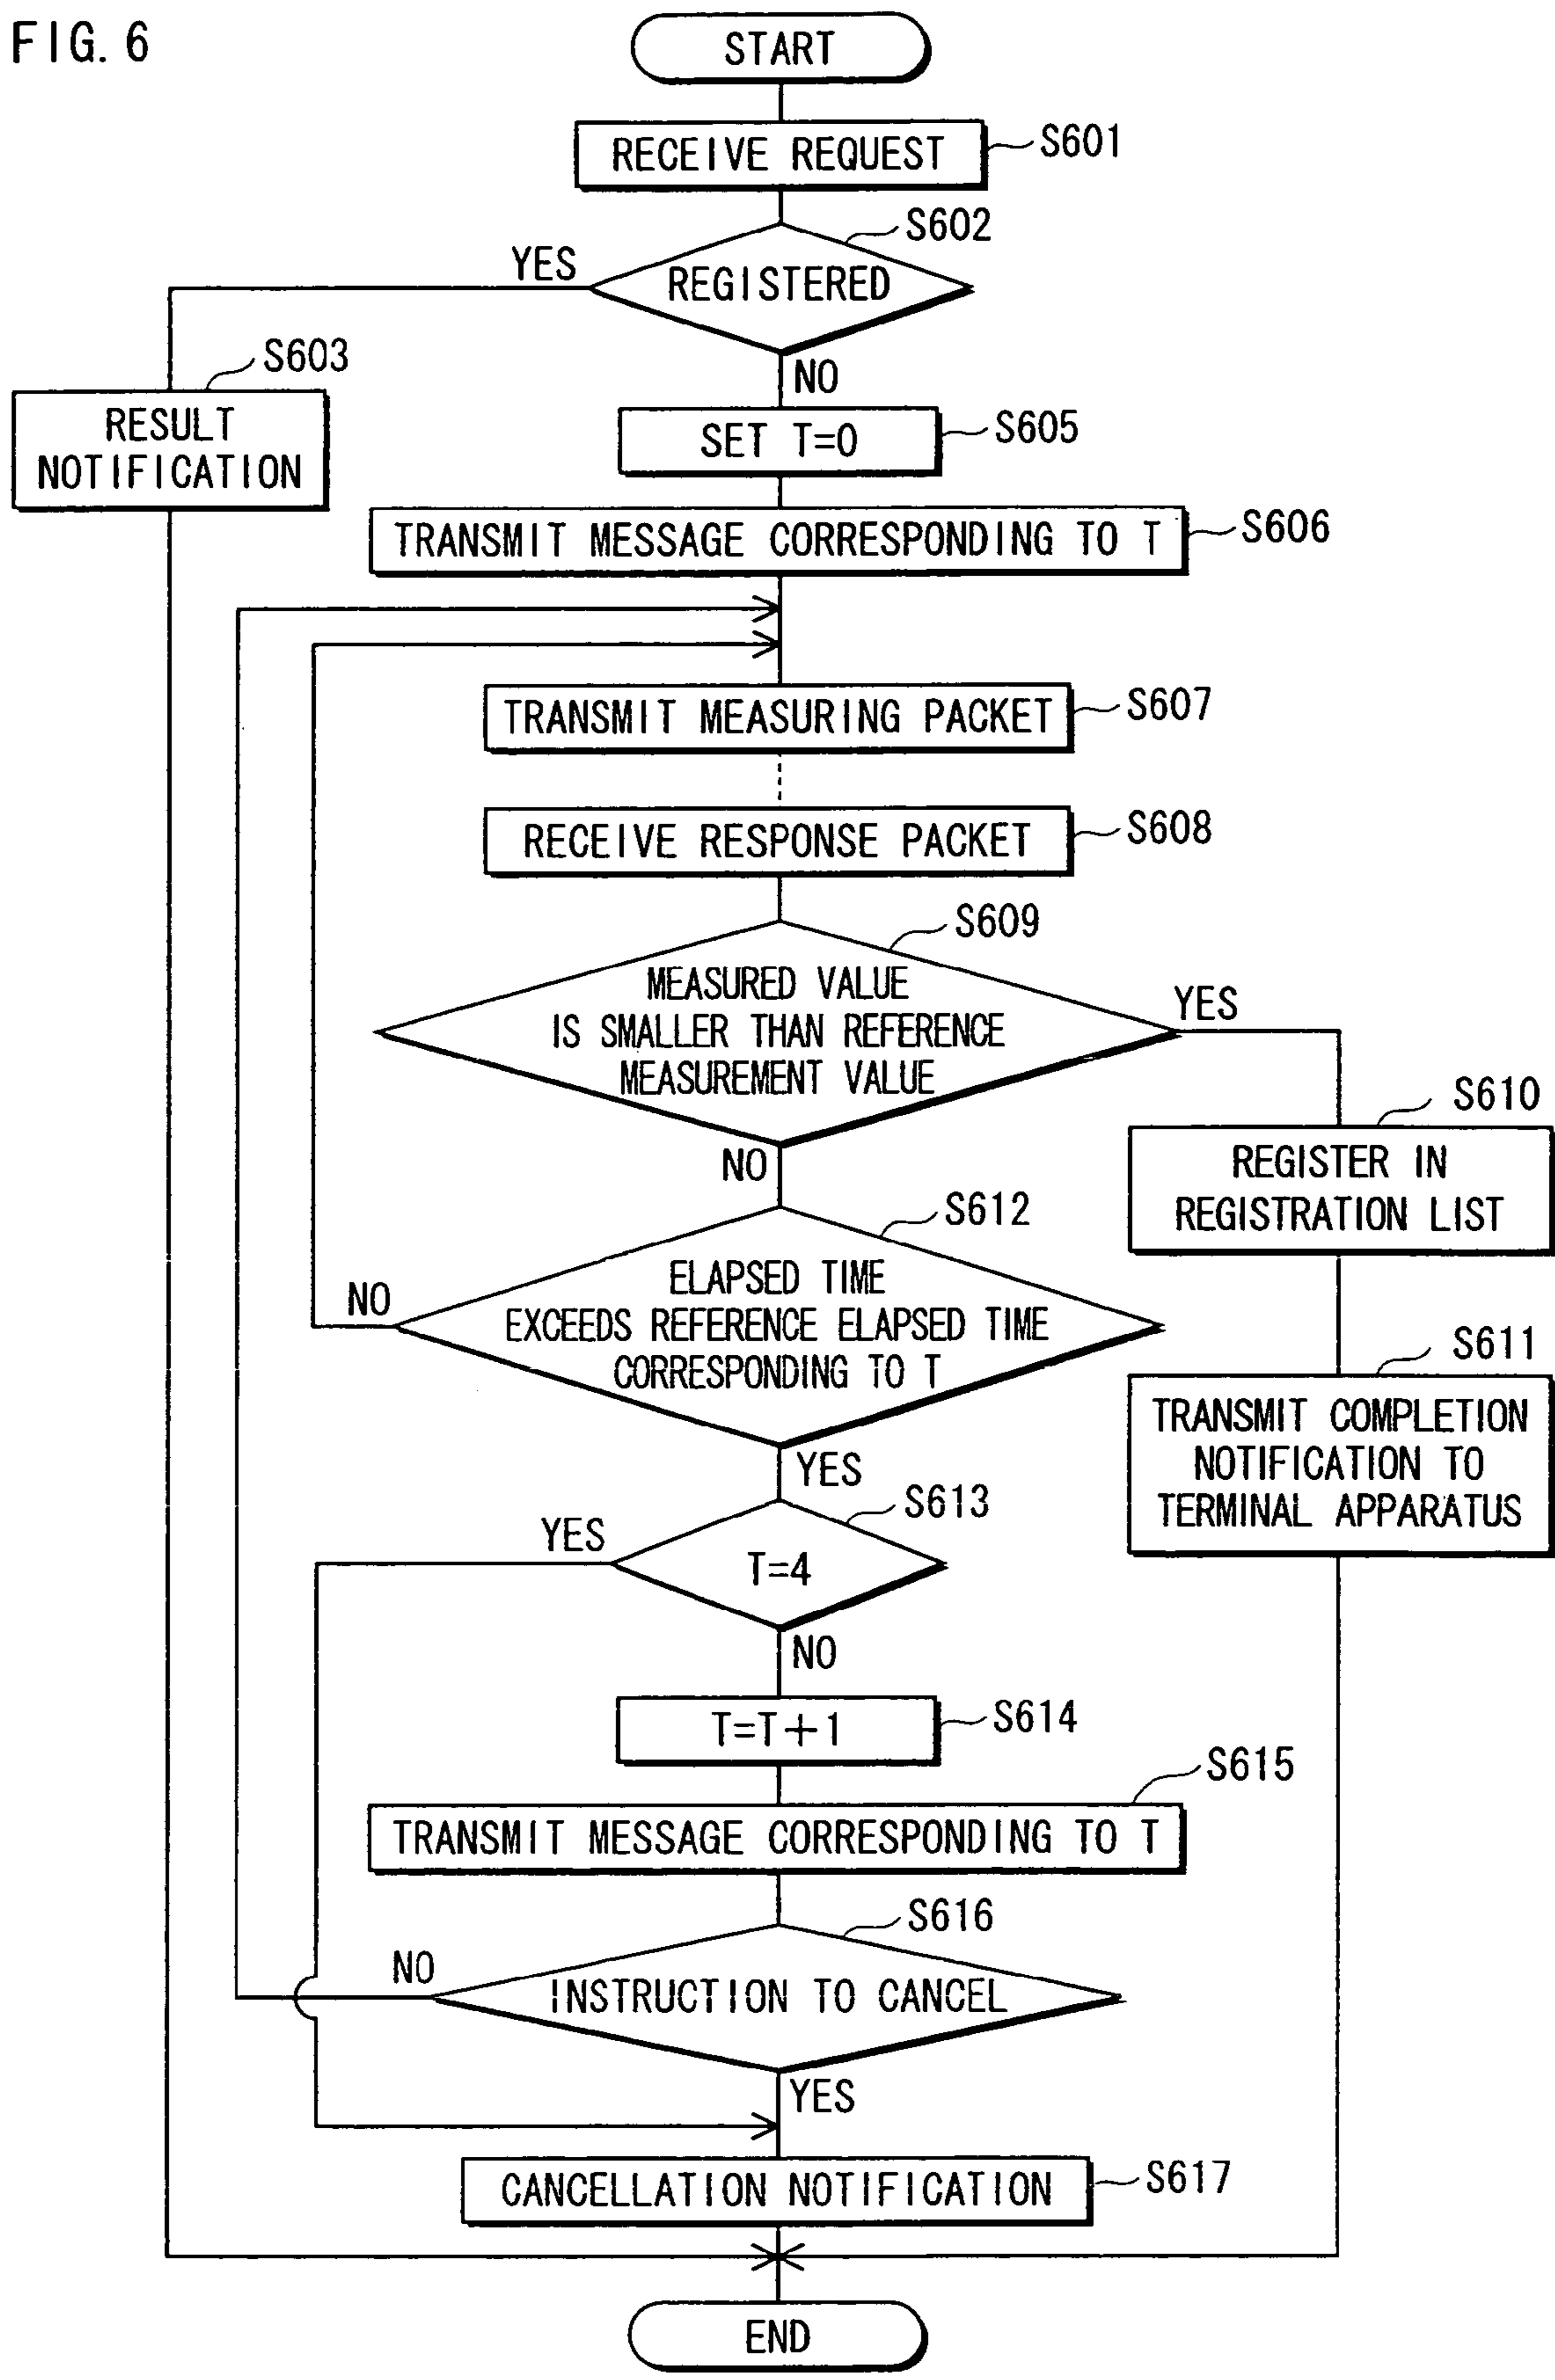 FIG. 6
START
RECEIVE REQUEST
S601
S602
YES
REGISTERED
NO
S603
RESULT
NOTIFICATION
SET T=0
S605
TRANSMIT MESSAGE CORRESPONDING TO T
S606
TRANSMIT MEASURING PACKET
S607
RECEIVE RESPONSE PACKET
S608
S609
MEASURED VALUE
IS SMALLER THAN REFERENCE
MEASUREMENT VALUE
YES
NO
S610
REGISTER IN
REGISTRATION LIST
S612
ELAPSED TIME
EXCEEDS REFERENCE ELAPSED TIME
CORRESPONDING TO T
NO
YES
S611
TRANSMIT COMPLETION
NOTIFICATION TO
TERMINAL APPARATUS
S613
YES
T=4
NO
T=T+1
S614
S615
TRANSMIT MESSAGE CORRESPONDING TO T
S616
NO
INSTRUCTION TO CANCEL
YES
CANCELLATION NOTIFICATION
S617
END